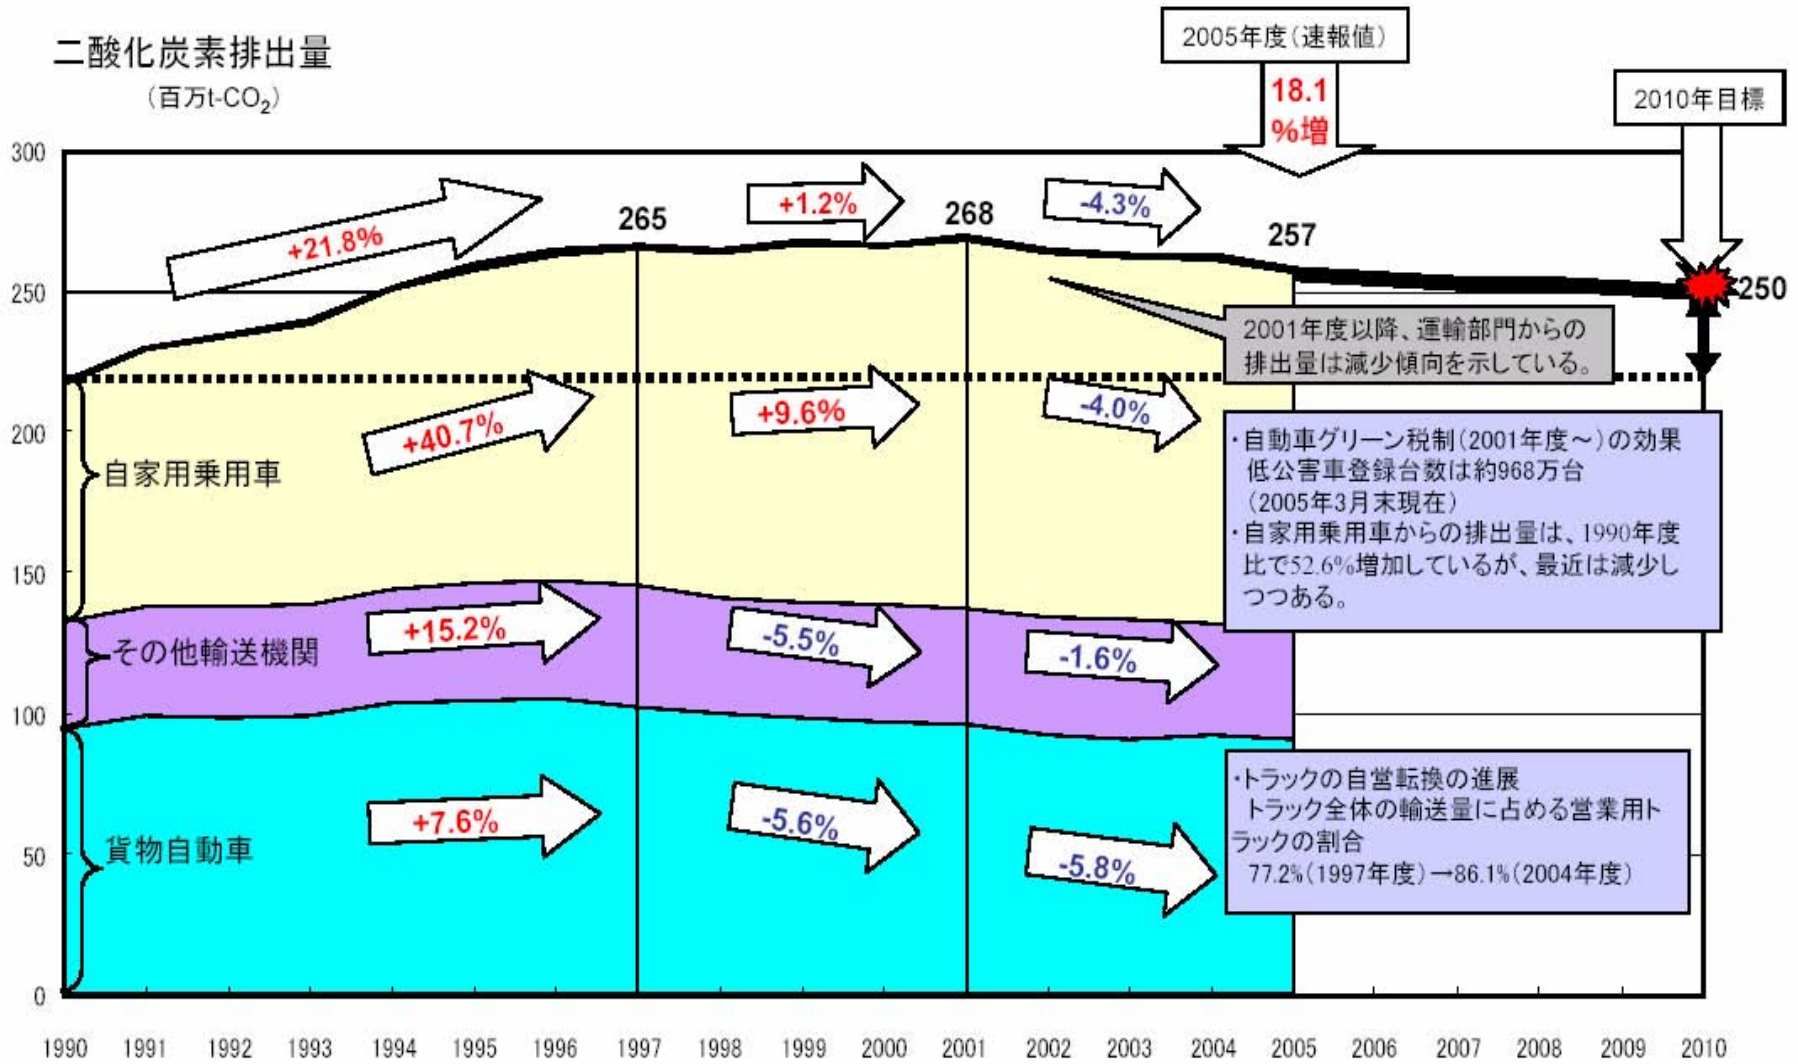 二酸化炭素排出量
（百万t-CO₂）
2005年度（速報値）
18.1
%増
2010年目標
300
250
200
150
100
50
0
+21.8%
265
+1.2%
268
-4.3%
257
250
2001年度以降、運輸部門からの
排出量は減少傾向を示している。
+40.7%
+9.6%
-4.0%
自家用乗用車
・自動車グリーン税制（2001年度～）の効果
低公害車登録台数は約968万台
（2005年3月末現在）
・自家用乗用車からの排出量は、1990年度
比で52.6%増加しているが、最近は減少し
つつある。
その他輸送機関
+15.2%
-5.5%
-1.6%
貨物自動車
+7.6%
-5.6%
-5.8%
・トラックの自営転換の進展
トラック全体の輸送量に占める営業用ト
ラックの割合
77.2%（1997年度）→86.1%（2004年度）
1990 1991 1992 1993 1994 1995 1996 1997 1998 1999 2000 2001 2002 2003 2004 2005 2006 2007 2008 2009 2010